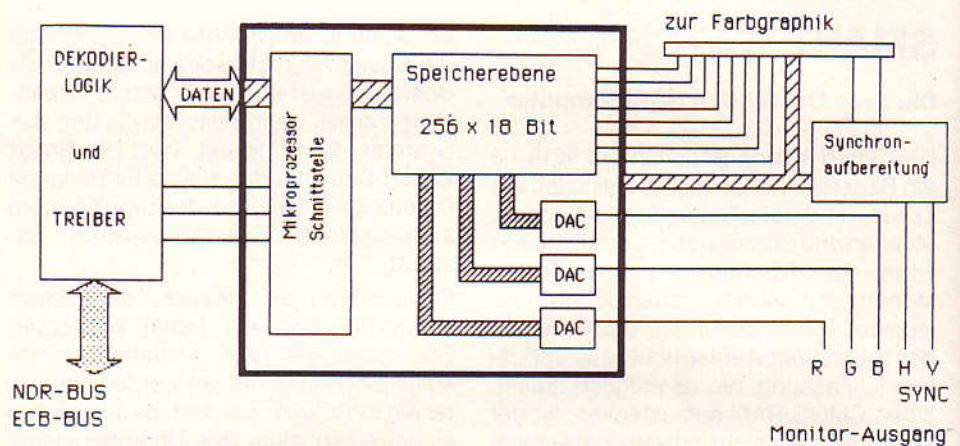 zur Farbgraphik
DEKODIER-
LOGIK
und
TREIBER
DATEN
Mikroprozessor
Schnittstelle
Speicherebene
256 x 18 Bit
DAC
DAC
DAC
Synchron-
aufbereitung
R G B H V
SYNC
Monitor-Ausgang
NDR-BUS
ECB-BUS